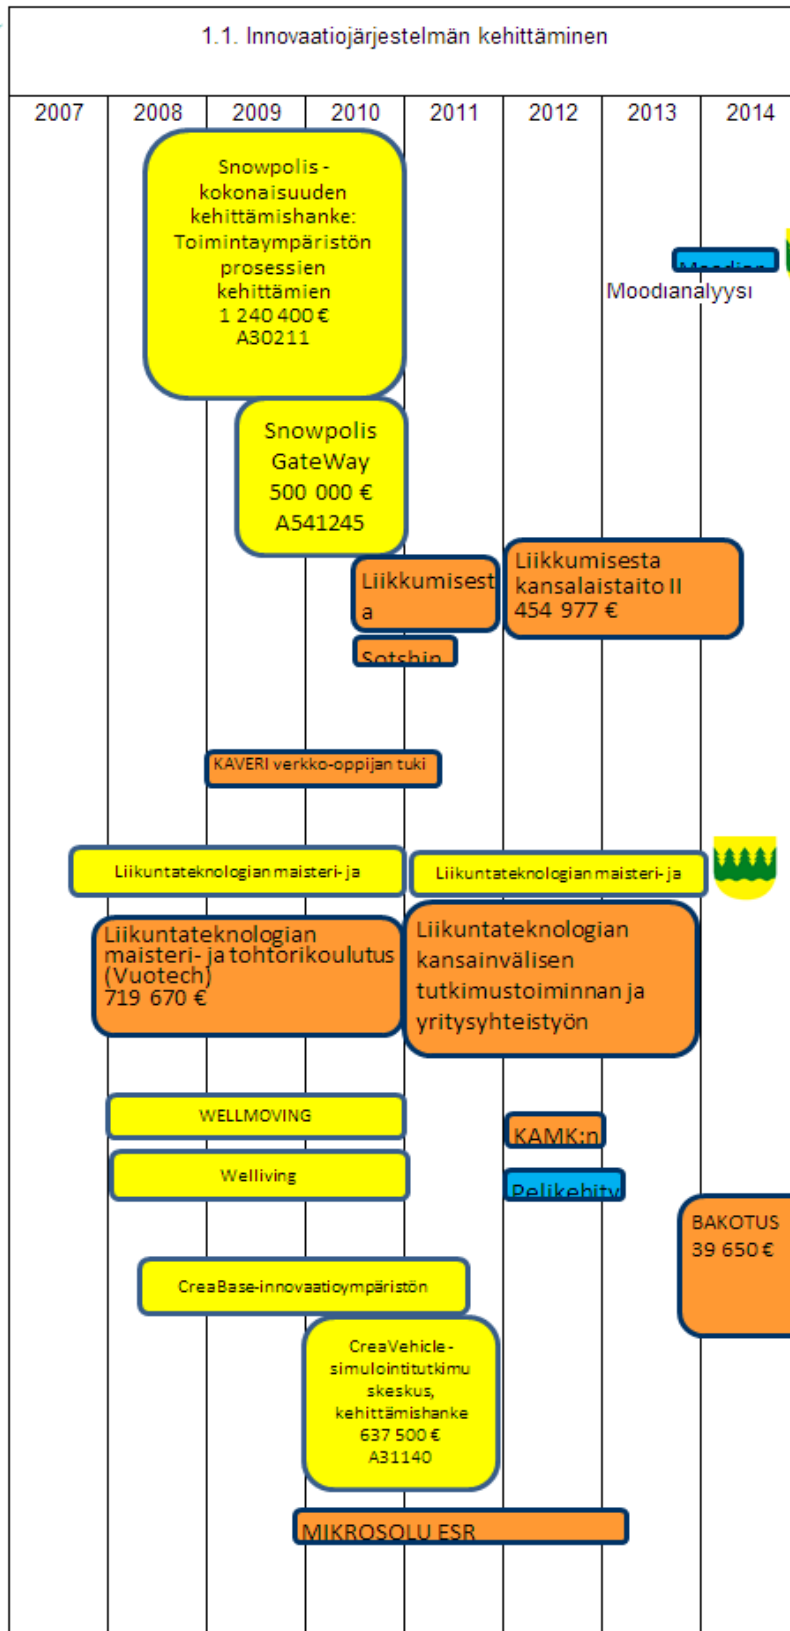 1.1. Innovaatiojärjestelmän kehittäminen
2007 2008 2009 2010 2011 2012 2013 2014
Snowpolis -
kokonaisuuden
kehittämishanke:
Toimintaympäristön
prosessien
kehittämien
1 240 400 €
A30211
Moodianalyysi
Snowpolis
GateWay
500 000 €
A541245
Liikkumisest
a
Liikkumisesta
kansalaistaito II
454 977 €
Sotshin
KAVERI verkko-oppijan tuki
Liikuntateknologian maisteri- ja
Liikuntateknologian maisteri- ja
Liikuntateknologian
maisteri- ja tohtorikoulutus
(Vuotech)
719 670 €
Liikuntateknologian
kansainvälisen
tutkimustoiminnan ja
yritysyhteistyön
WELLMOVING
KAMK:n
Welliving
Pelikehity
BAKOTUS
39 650 €
CreaBase-innovaatioympäristön
CreaVehicle -
simulointitutkimu
skeskus,
kehittämishanke
637 500 €
A31140
MIKROSOLU ESR